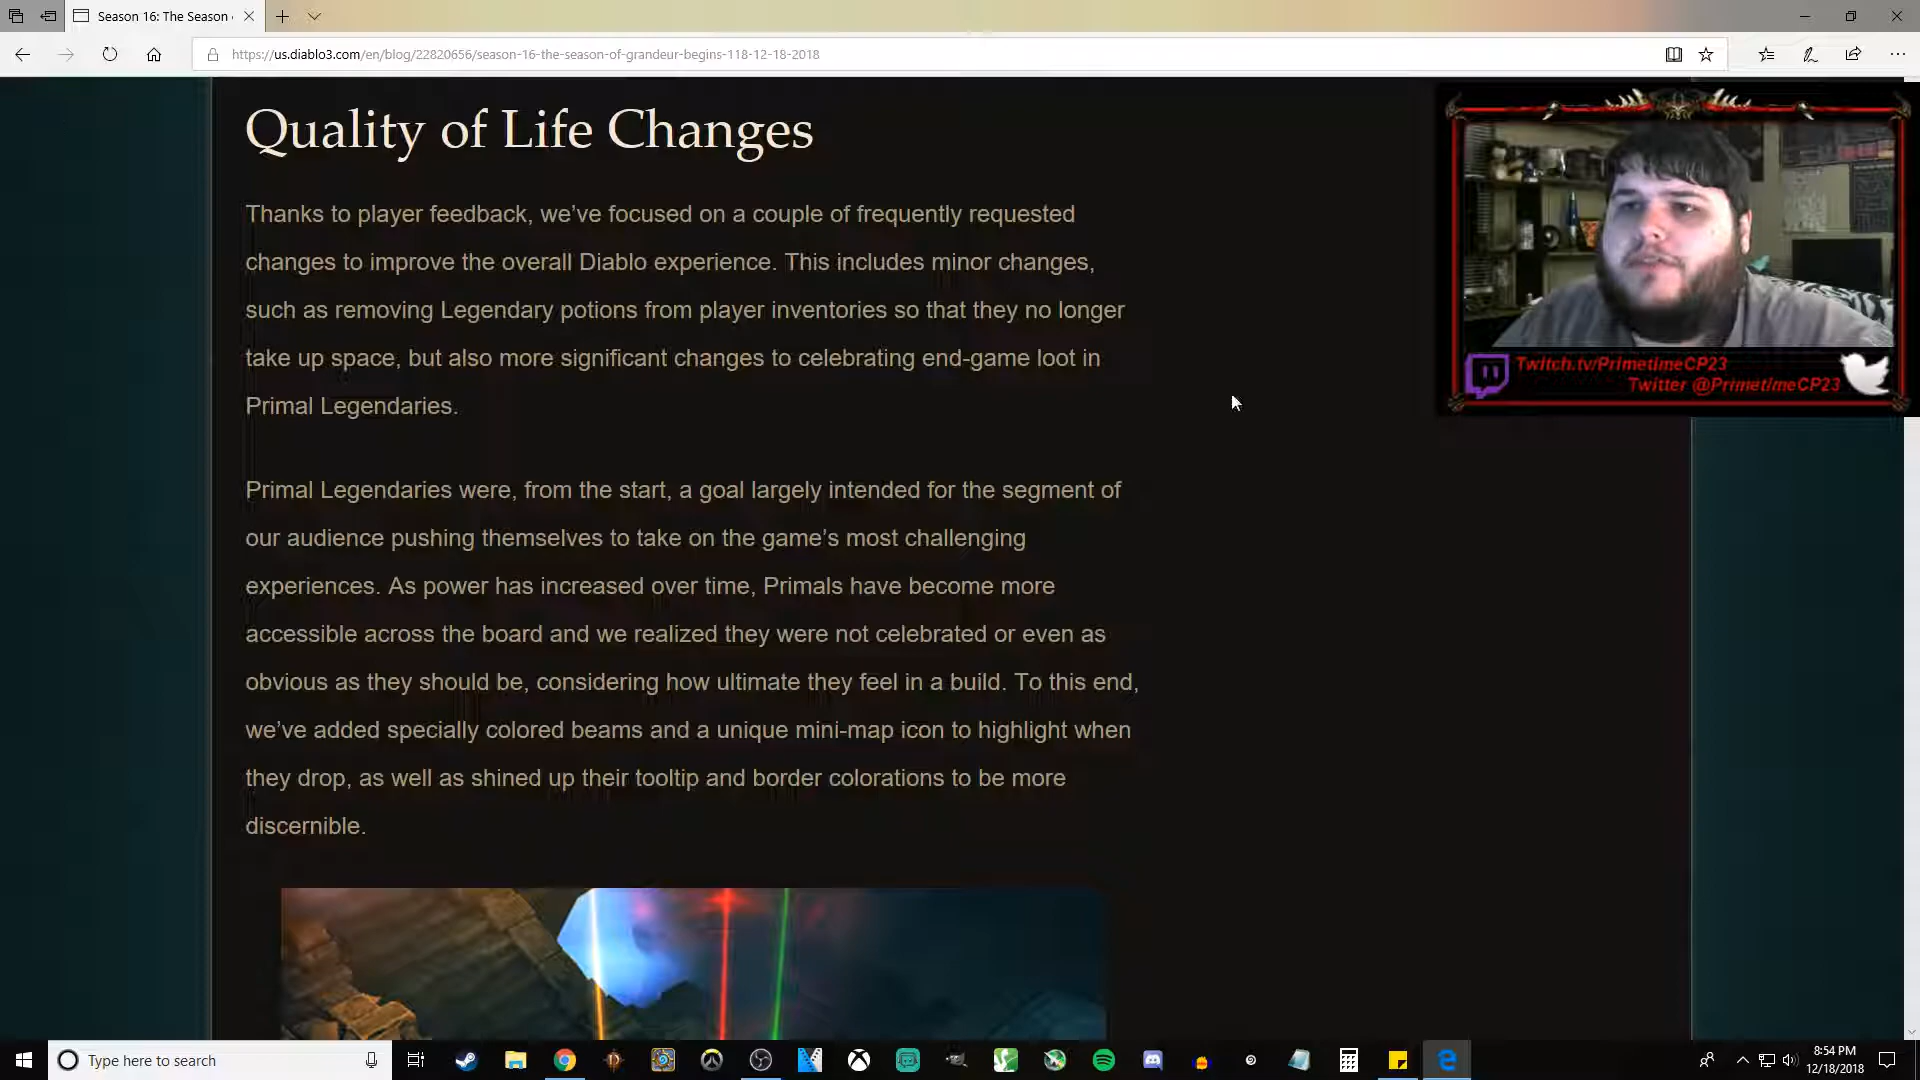 Season 16: The Season
https://us.diablo3.com/en/blog/22820656/season-16-the-season-of-grandeur-begins-118-12-18-2018
Quality of Life Changes
Thanks to player feedback, we've focused on a couple of frequently requested
changes to improve the overall Diablo experience. This includes minor changes,
such as removing Legendary potions from player inventories so that they no longer
take up space, but also more significant changes to celebrating end-game loot in
Primal Legendaries.
Primal Legendaries were, from the start, a goal largely intended for the segment of
our audience pushing themselves to take on the game's most challenging
experiences. As power has increased over time, Primals have become more
accessible across the board and we realized they were not celebrated or even as
obvious as they should be, considering how ultimate they feel in a build. To this end,
we've added specially colored beams and a unique mini-map icon to highlight when
they drop, as well as shined up their tooltip and border colorations to be more
discernible.
Twitch.tv/PrimetimeCP23
Twitter @PrimetimeCP23
Type here to search
8:54 PM
12/18/2018